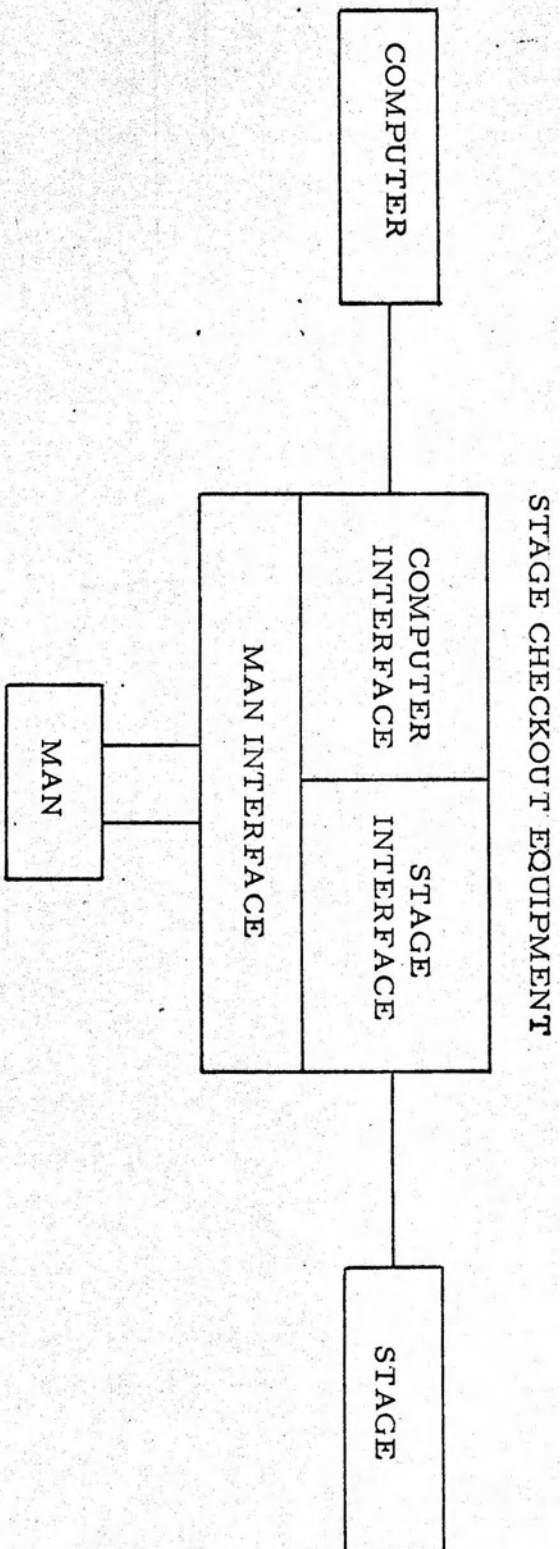 STAGE CHECKOUT EQUIPMENT
COMPUTER
COMPUTER
INTERFACE
STAGE
INTERFACE
STAGE
MAN INTERFACE
MAN